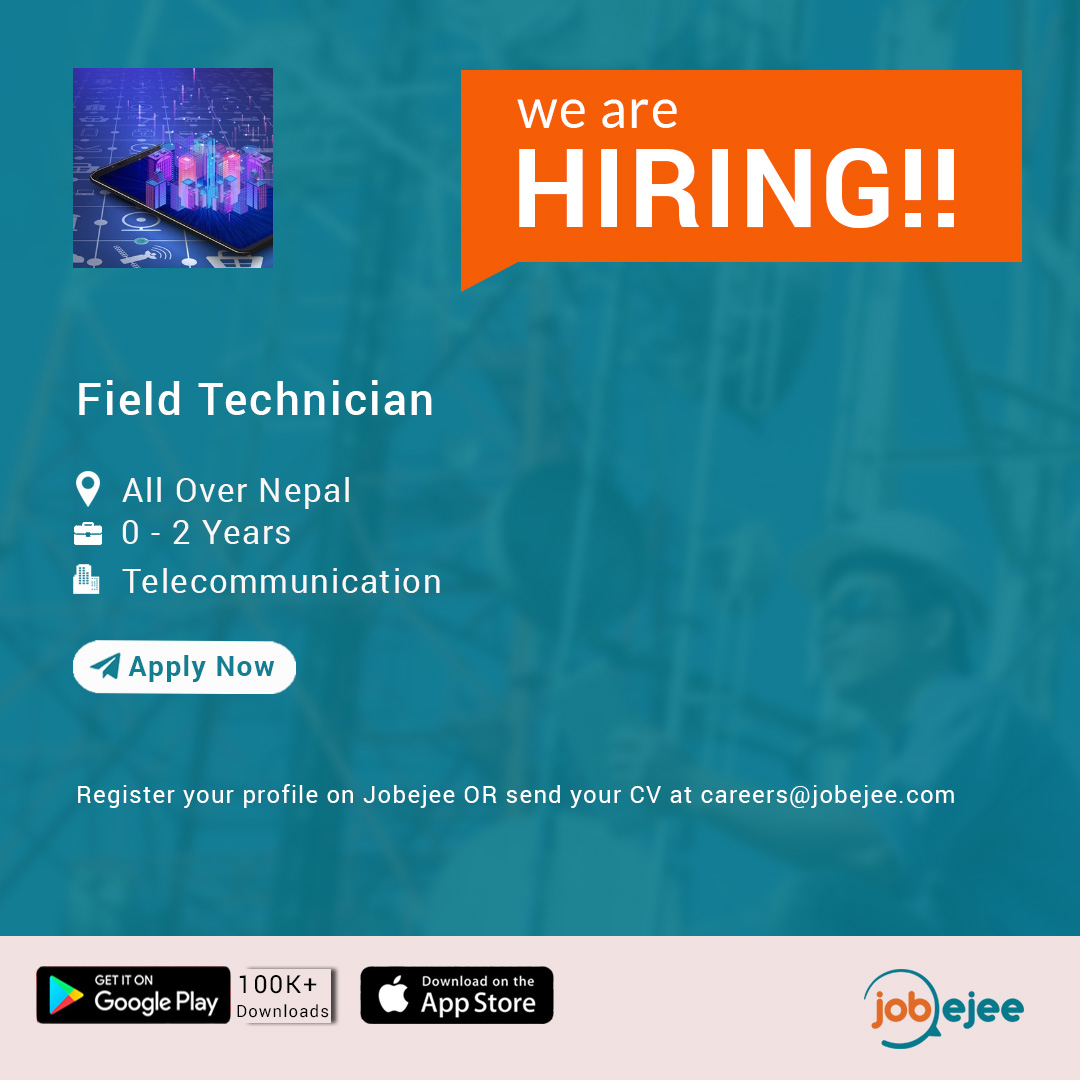 we are
HIRING!!
Field Technician
All Over Nepal
0 - 2 Years
Telecommunication
Apply Now
Register your profile on Jobejee OR send your CV at careers@jobejee.com
GET IT ON
Google Play
100K+
Downloads
Download on the
App Store
jobejee